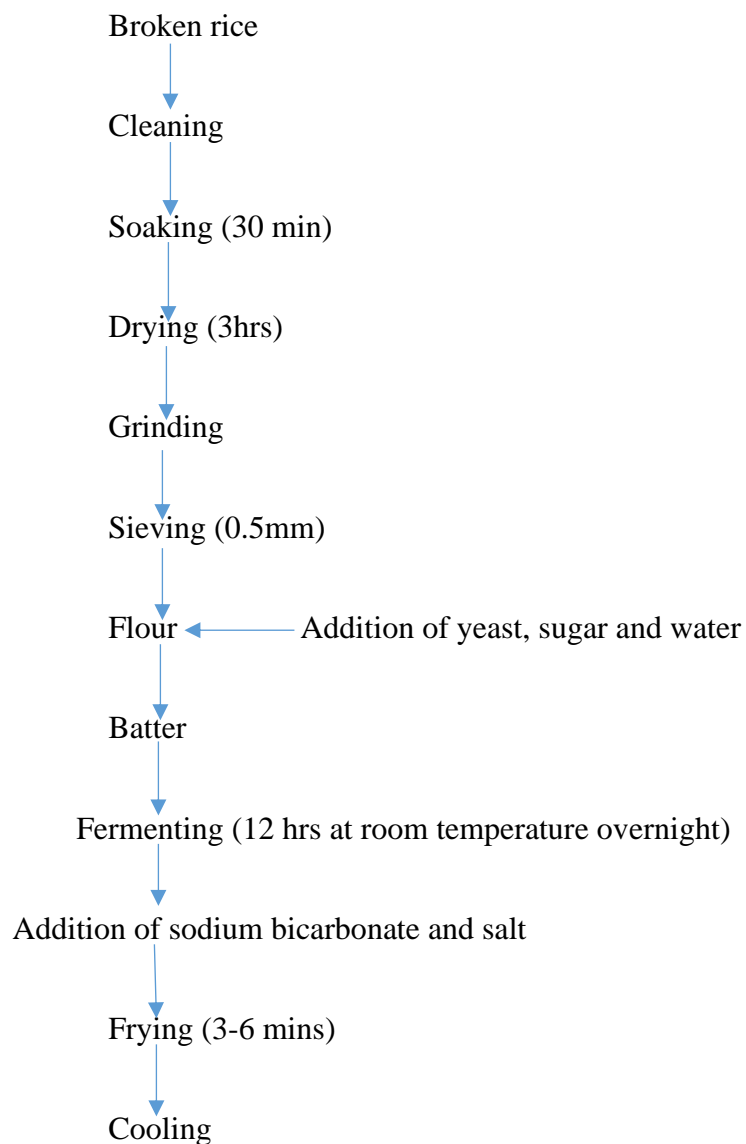 Broken rice
Cleaning
Soaking (30 min)
Drying (3hrs)
Grinding
Sieving (0.5mm)
Flour
Addition of yeast, sugar and water
Batter
Fermenting (12 hrs at room temperature overnight)
Addition of sodium bicarbonate and salt
Frying (3-6 mins)
Cooling